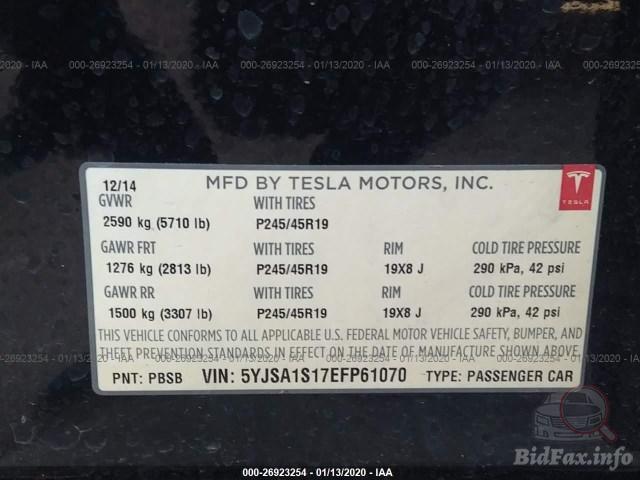 000-26923254 - 01/13/2020 - IAA
12/14
MFD BY TESLA MOTORS, INC.
TESLA
GVWR WITH TIRES
2590 kg (5710 lb) P245/45R19
GAWR FRT WITH TIRES RIM COLD TIRE PRESSURE
1276 kg (2813 lb) P245/45R19 19X8 J 290 kPa, 42 psi
GAWR RR WITH TIRES RIM COLD TIRE PRESSURE
1500 kg (3307 lb) P245/45R19 19X8 J 290 kPa, 42 psi
THIS VEHICLE CONFORMS TO ALL APPLICABLE U.S. FEDERAL MOTOR VEHICLE SAFETY, BUMPER, AND
THEFT PREVENTION STANDARDS IN EFFECT ON THE DATE OF MANUFACTURE SHOWN ABOVE.
PNT: PBSB VIN: 5YJSA1S17EFP61070 TYPE: PASSENGER CAR
BidFax.info
000-26923254 - 01/13/2020 - IAA